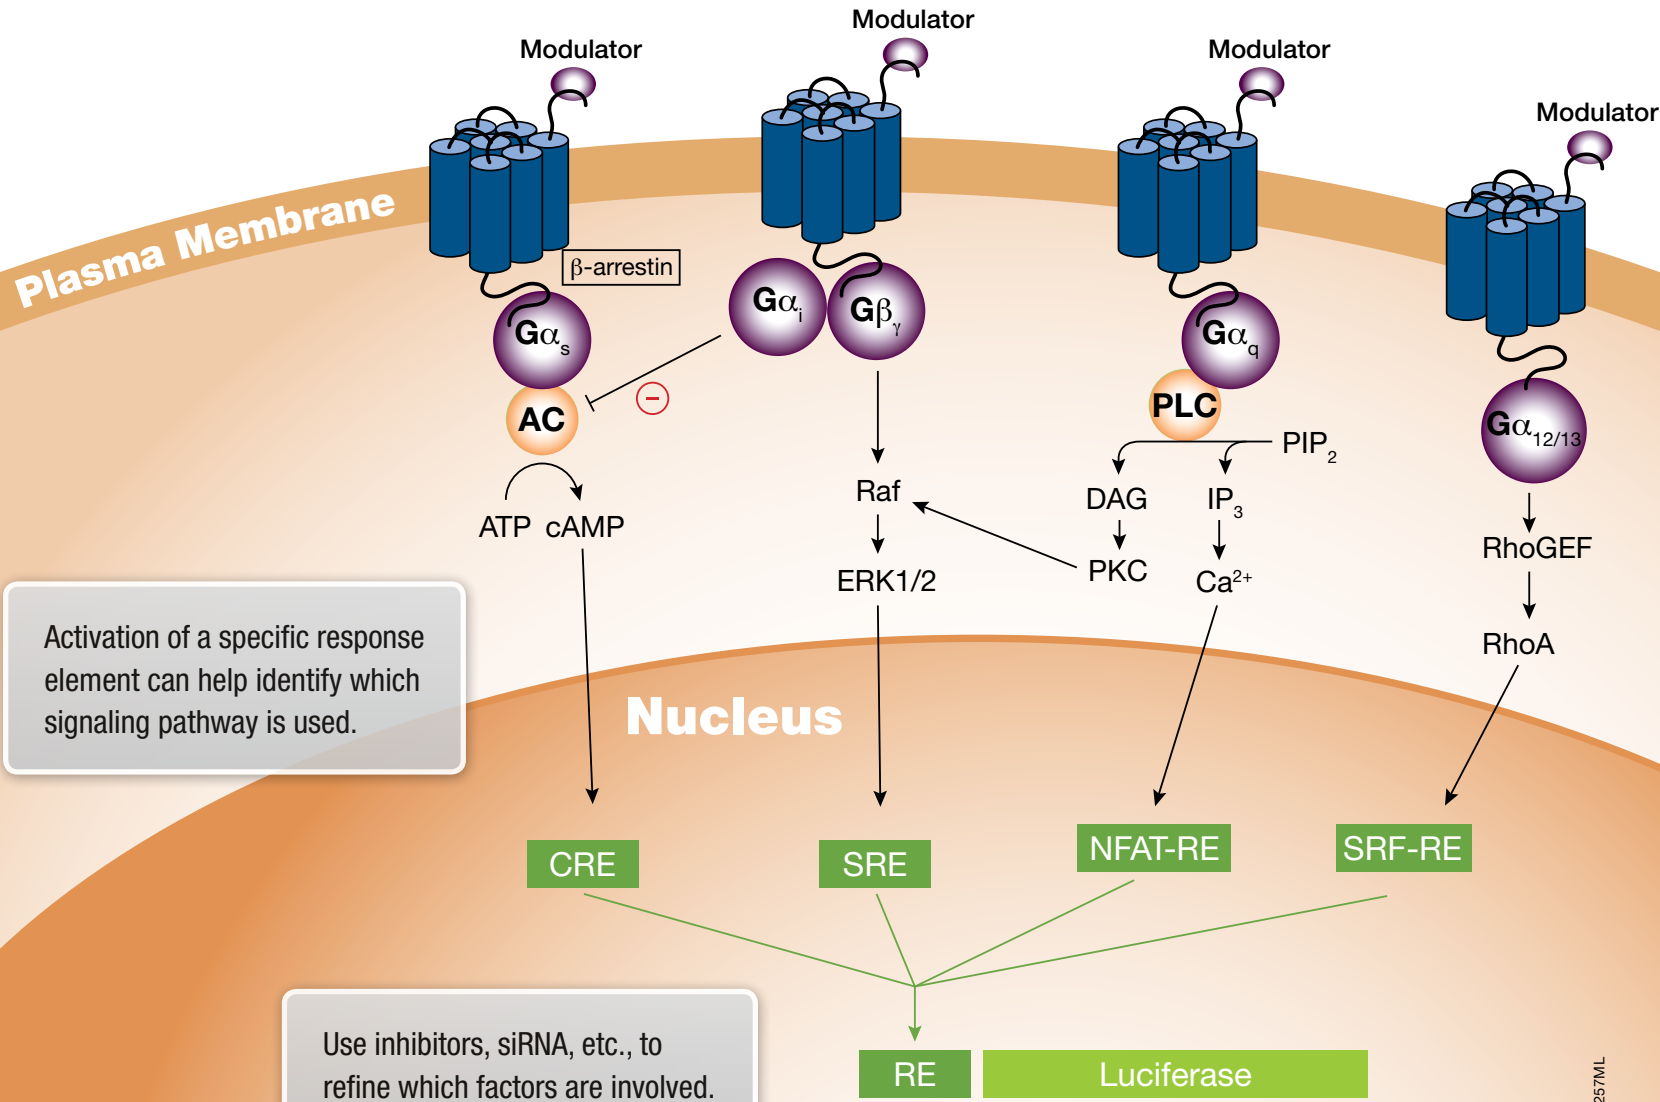 Modulator
Modulator
Modulator
Modulator
Plasma Membrane
β-arrestin
Gαs
Gαi
Gβγ
Gαq
Gα12/13
AC
PLC
PIP2
ATP cAMP
Raf
DAG
IP3
RhoGEF
ERK1/2
PKC
Ca2+
RhoA
Activation of a specific response
element can help identify which
signaling pathway is used.
Nucleus
CRE
SRE
NFAT-RE
SRF-RE
Use inhibitors, siRNA, etc., to
refine which factors are involved.
RE
Luciferase
257ML